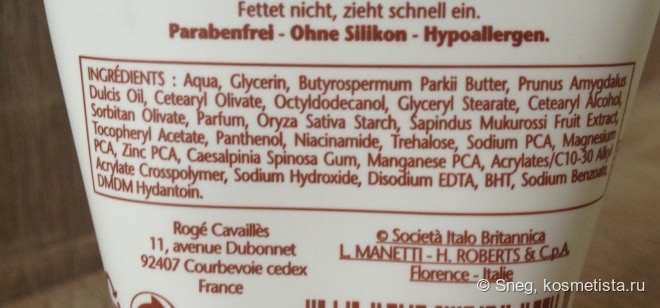 Fettet nicht, zieht schnell ein.
Parabenfrei - Ohne Silikon - Hypoallergen.
INGRÉDIENTS : Aqua, Glycerin, Butyrospermum Parkii Butter, Prunus Amygdalus
Dulcis Oil, Cetearyl Olivate, Octyldodecanol, Glyceryl Stearate, Cetearyl Alcohol,
Sorbitan Olivate, Parfum, Oryza Sativa Starch, Sapindus Mukurossi Fruit Extract,
Tocopheryl Acetate, Panthenol, Niacinamide, Trehalose, Sodium PCA, Magnesium
PCA, Zinc PCA, Caesalpinia Spinosa Gum, Manganese PCA, Acrylates/C10-30 Alkyl
Acrylate Crosspolymer, Sodium Hydroxide, Disodium EDTA, BHT, Sodium Benzoate,
DMDM Hydantoin.
Rogé Cavaillès
11, avenue Dubonnet
92407 Courbevoie cedex
France
© Società Italo Britannica
L. MANETTI - H. ROBERTS & C.p.A
Florence - Italie
© Sneg, kosmetista.ru